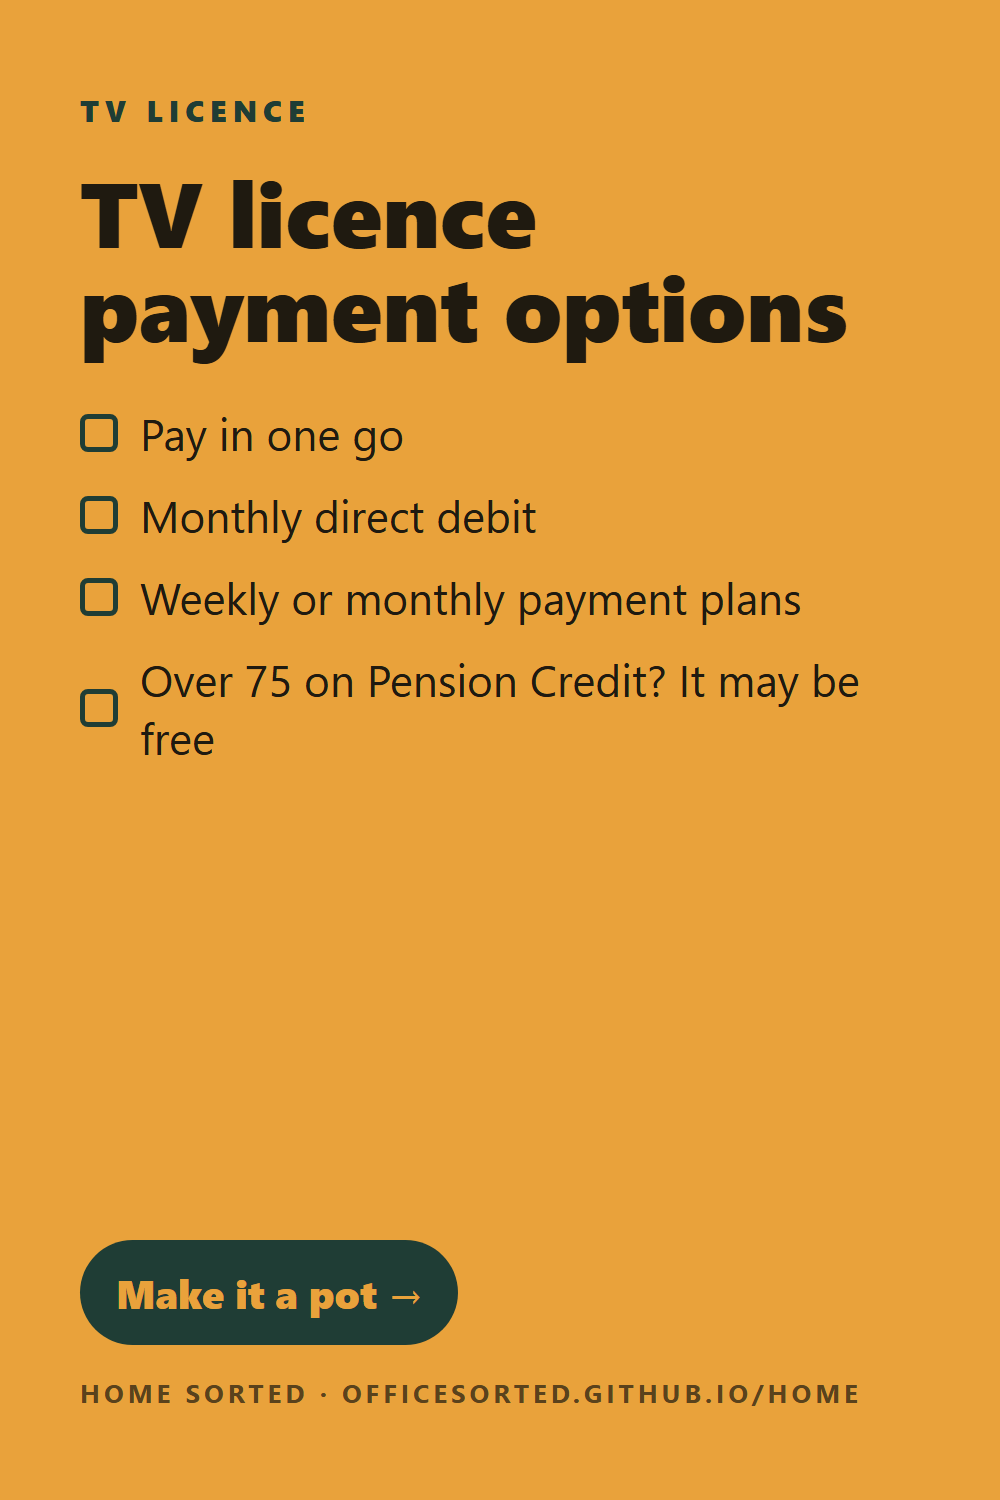 TV LICENCE
TV licence
payment options
Pay in one go
Monthly direct debit
Weekly or monthly payment plans
Over 75 on Pension Credit? It may be
free
Make it a pot →
HOME SORTED · OFFICESORTED.GITHUB.IO/HOME